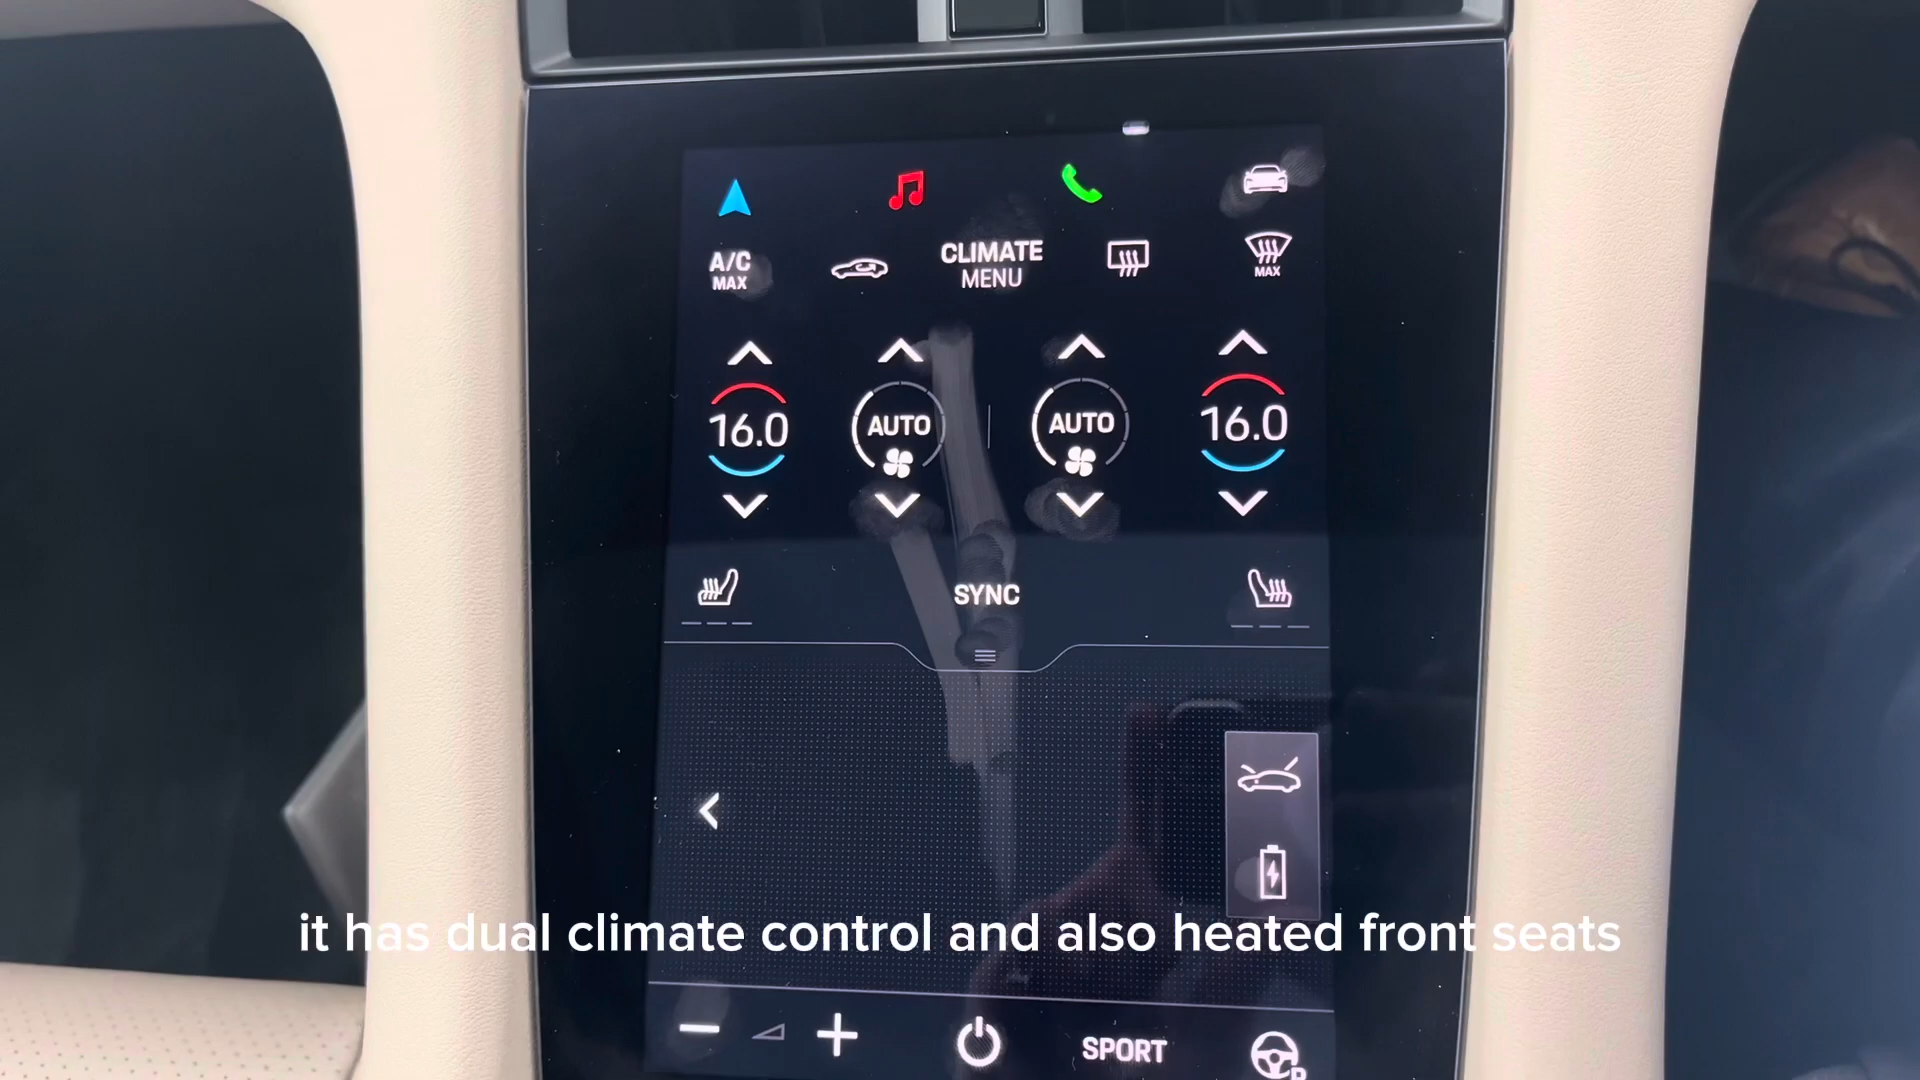 A/C
MAX
CLIMATE
MENU
MAX
16.0
AUTO
AUTO
16.0
SYNC
it has dual climate control and also heated front seats
SPORT
P